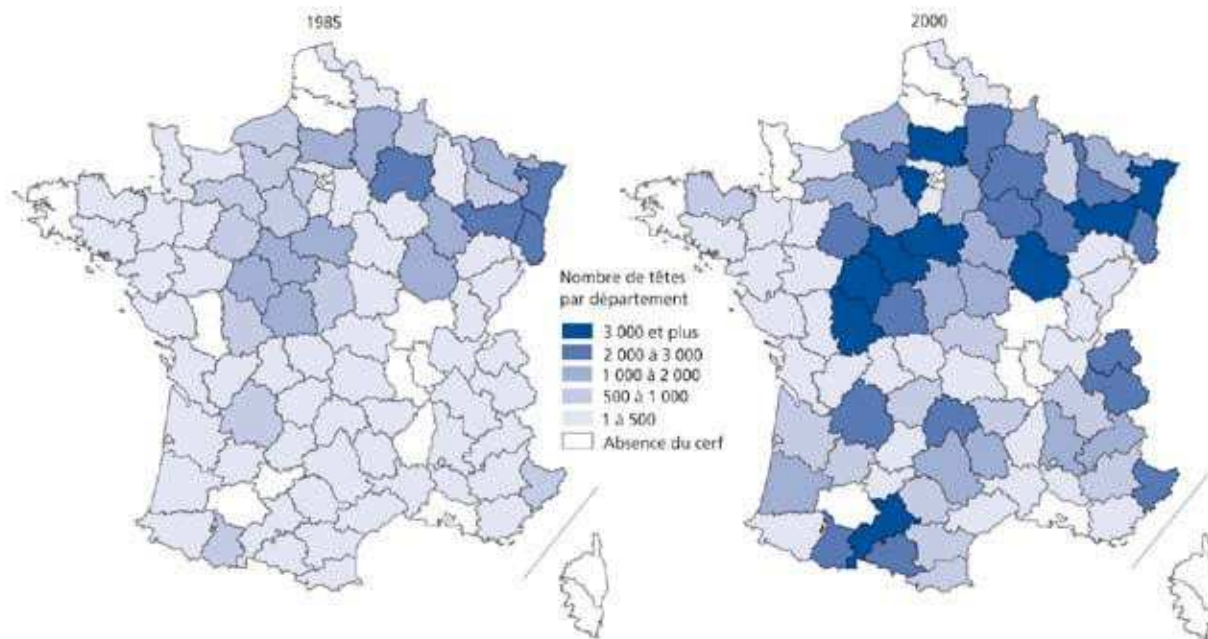 1985
2000
Nombre de têtes
par département
3 000 et plus
2 000 à 3 000
1 000 à 2 000
500 à 1 000
1 à 500
Absence du cerf